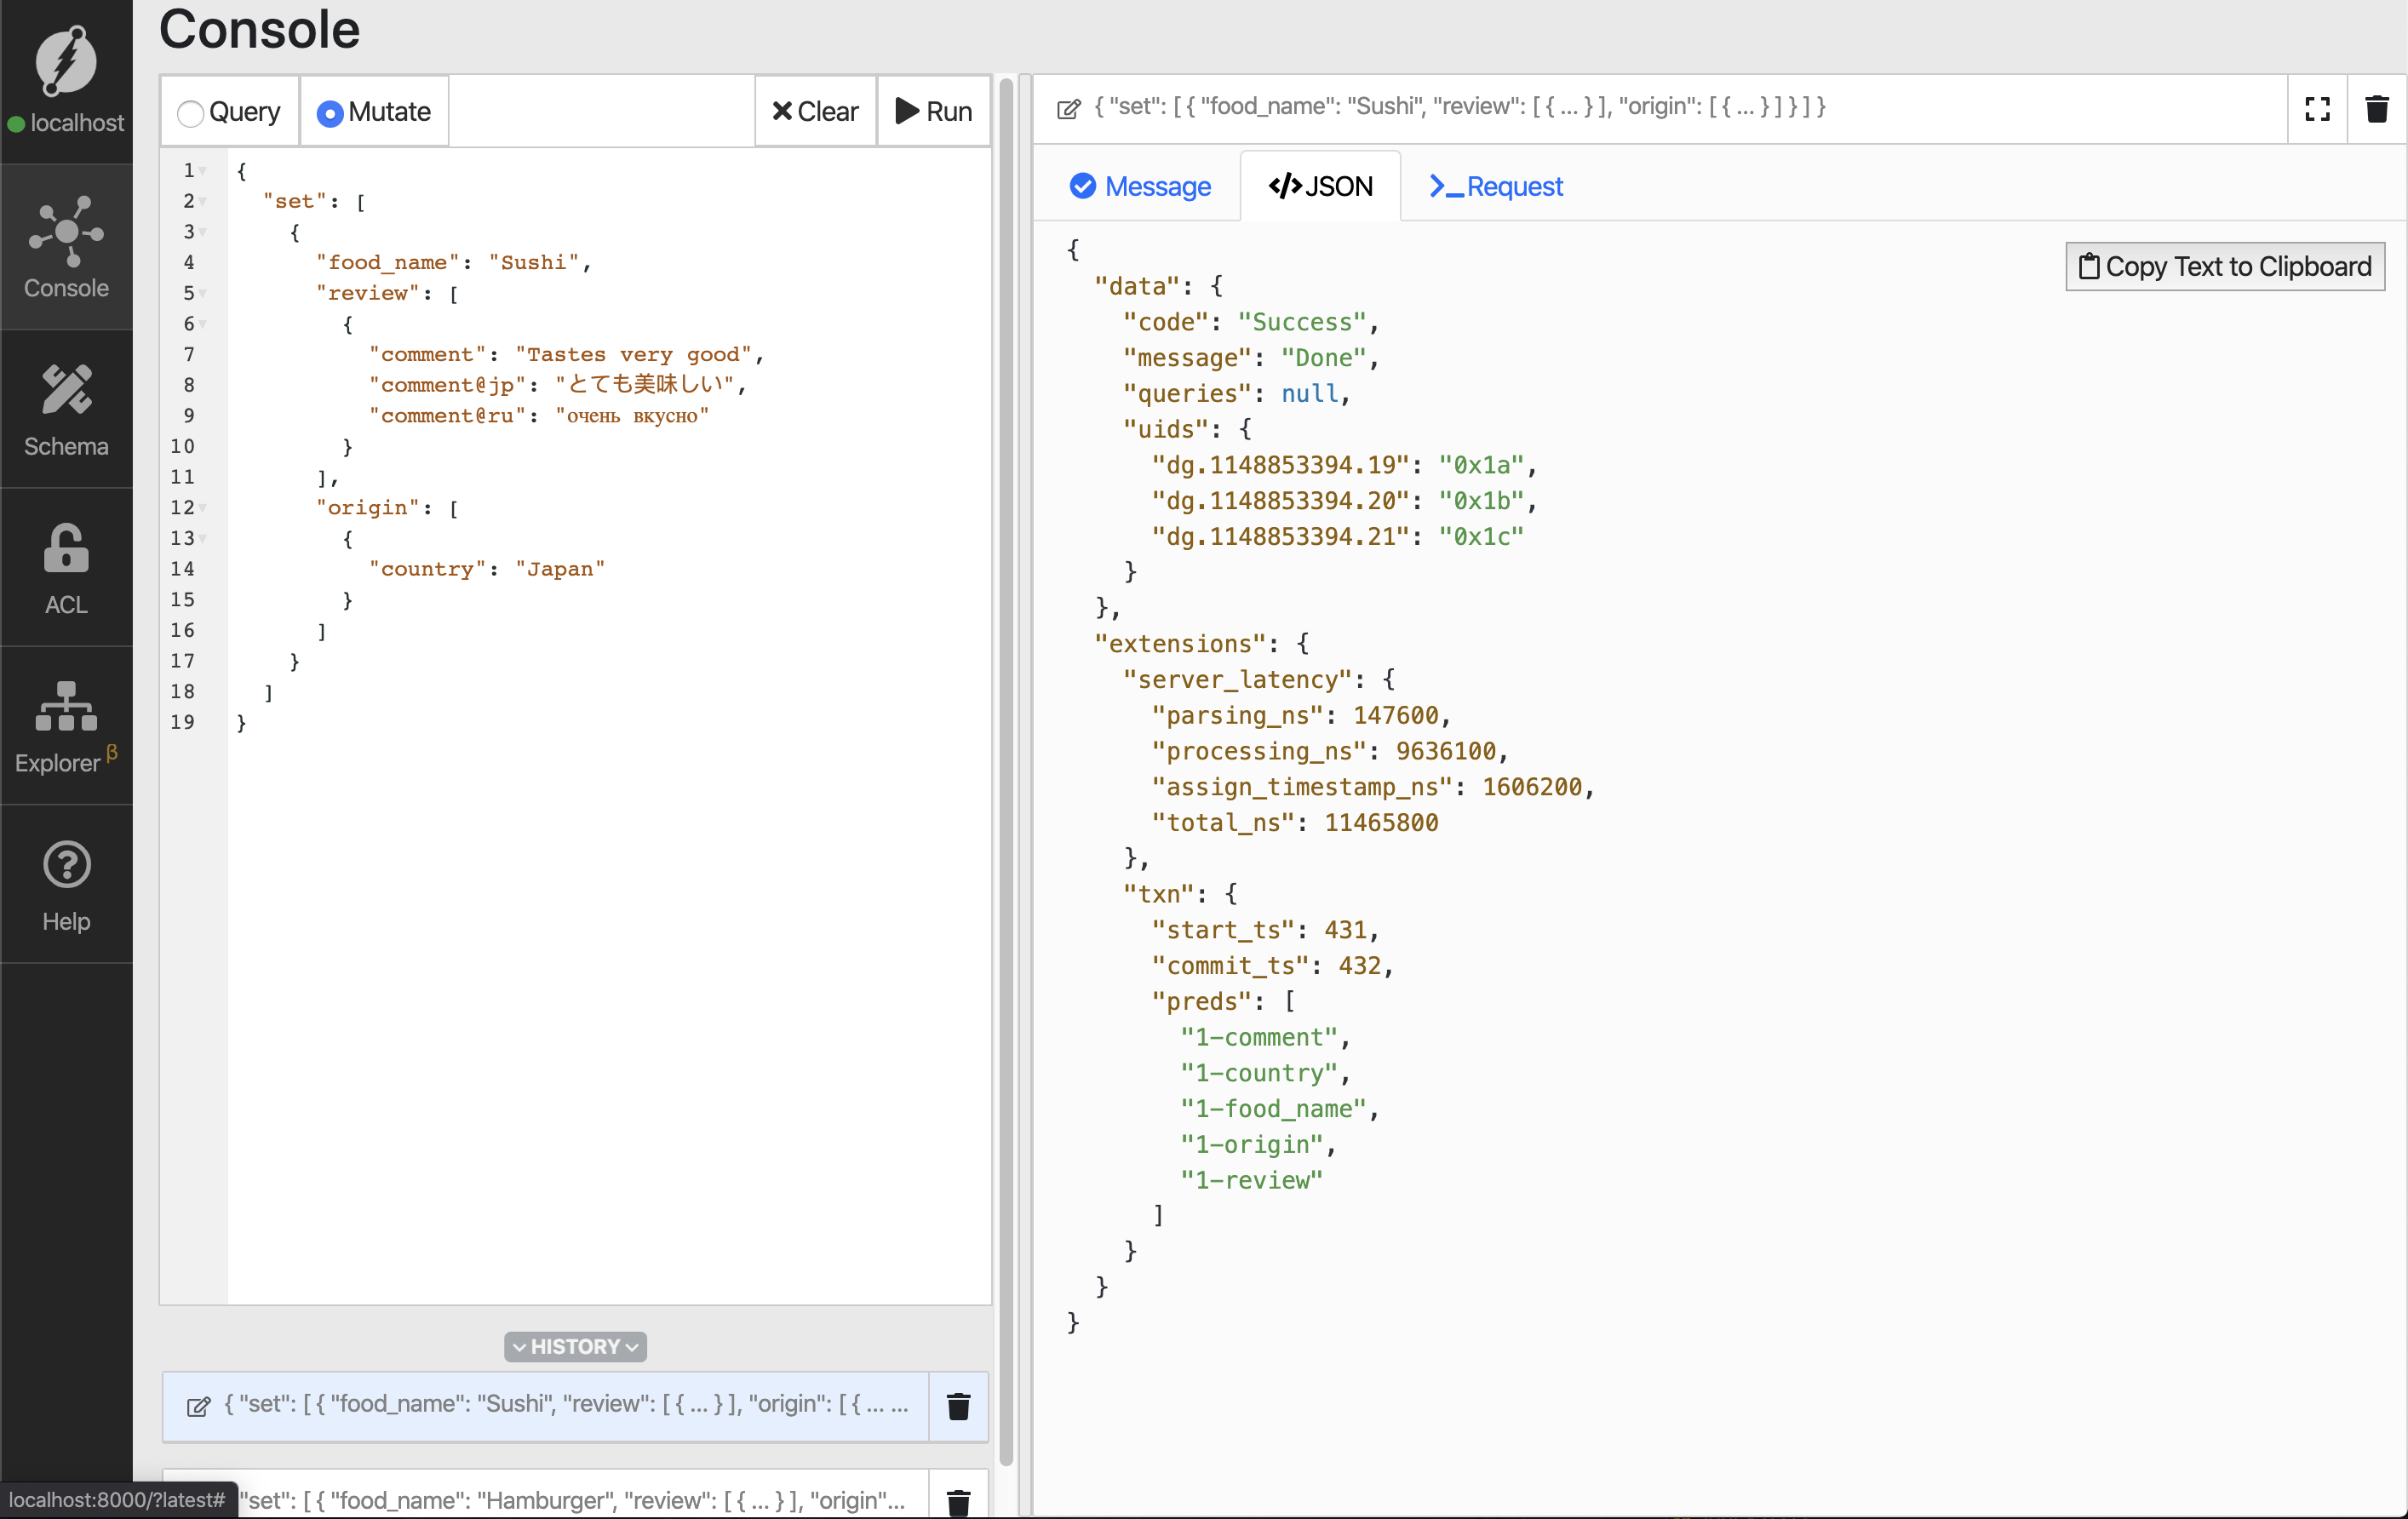 Console
localhost
Console
Schema
ACL
Explorer β
Help
Query
Mutate
Clear
Run
1 {
2 "set": [
3 {
4 "food_name": "Sushi",
5 "review": [
6 {
7 "comment": "Tastes very good",
8 "comment@jp": "とても美味しい",
9 "comment@ru": "очень вкусно"
10 }
11 ],
12 "origin": [
13 {
14 "country": "Japan"
15 }
16 ]
17 }
18 ]
19 }
HISTORY
{ "set": [ { "food_name": "Sushi", "review": [ { ... } ], "origin": [ { ... ...
"set": [ { "food_name": "Hamburger", "review": [ { ... } ], "origin"...
localhost:8000/?latest#
{ "set": [ { "food_name": "Sushi", "review": [ { ... } ], "origin": [ { ... } ] } ] }
Message
</>JSON
>_Request
Copy Text to Clipboard
{
"data": {
"code": "Success",
"message": "Done",
"queries": null,
"uids": {
"dg.1148853394.19": "0x1a",
"dg.1148853394.20": "0x1b",
"dg.1148853394.21": "0x1c"
}
},
"extensions": {
"server_latency": {
"parsing_ns": 147600,
"processing_ns": 9636100,
"assign_timestamp_ns": 1606200,
"total_ns": 11465800
},
"txn": {
"start_ts": 431,
"commit_ts": 432,
"preds": [
"1-comment",
"1-country",
"1-food_name",
"1-origin",
"1-review"
]
}
}
}